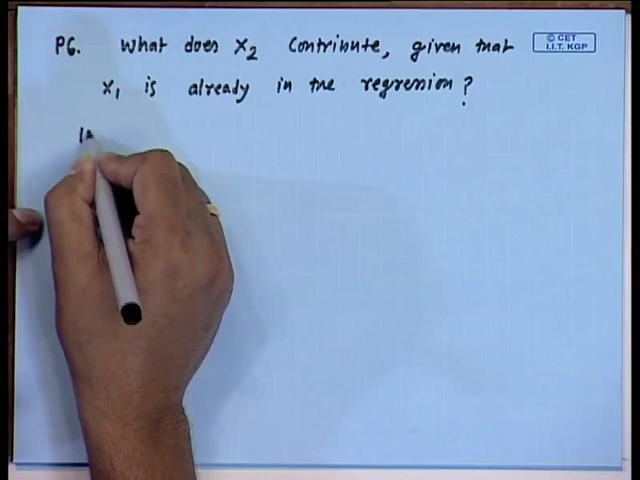 P6. What does X2 Contribute, given that
X1 is already in the regression?
© CET
I.I.T. KGP